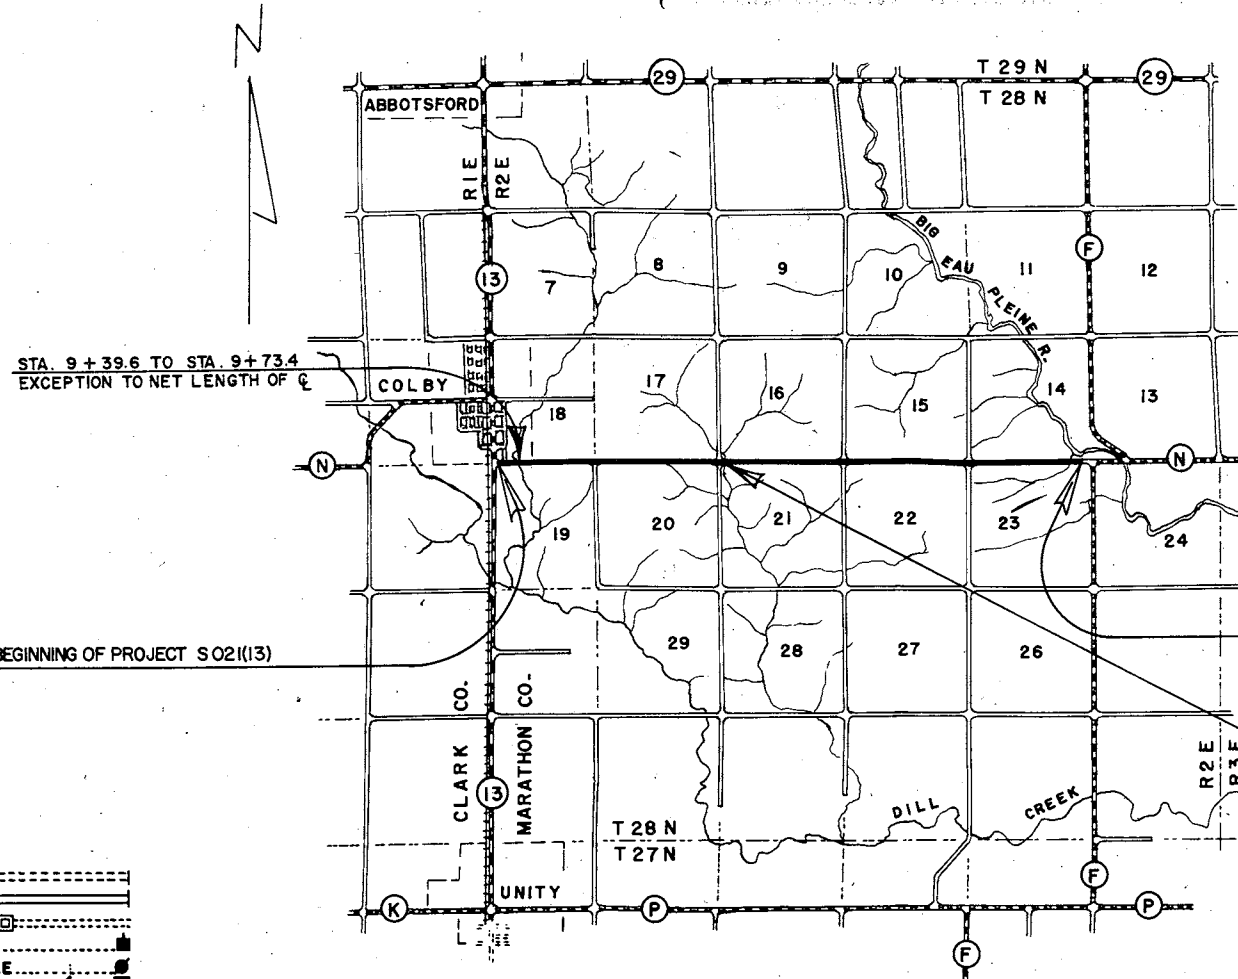 N
29
T 29 N
29
T 28 N
ABBOTSFORD
R1E
R2E
13
F
BIG EAU PLEINE R.
7
8
9
10
11
12
STA. 9+39.6 TO STA. 9+73.4
EXCEPTION TO NET LENGTH OF ℄
COLBY
18
17
16
15
14
13
N
N
19
20
21
22
23
24
BEGINNING OF PROJECT S 021(13)
29
28
27
26
CLARK CO.
MARATHON CO.
13
R2E
R3E
DILL CREEK
T 28 N
T 27 N
F
UNITY
K
P
P
F